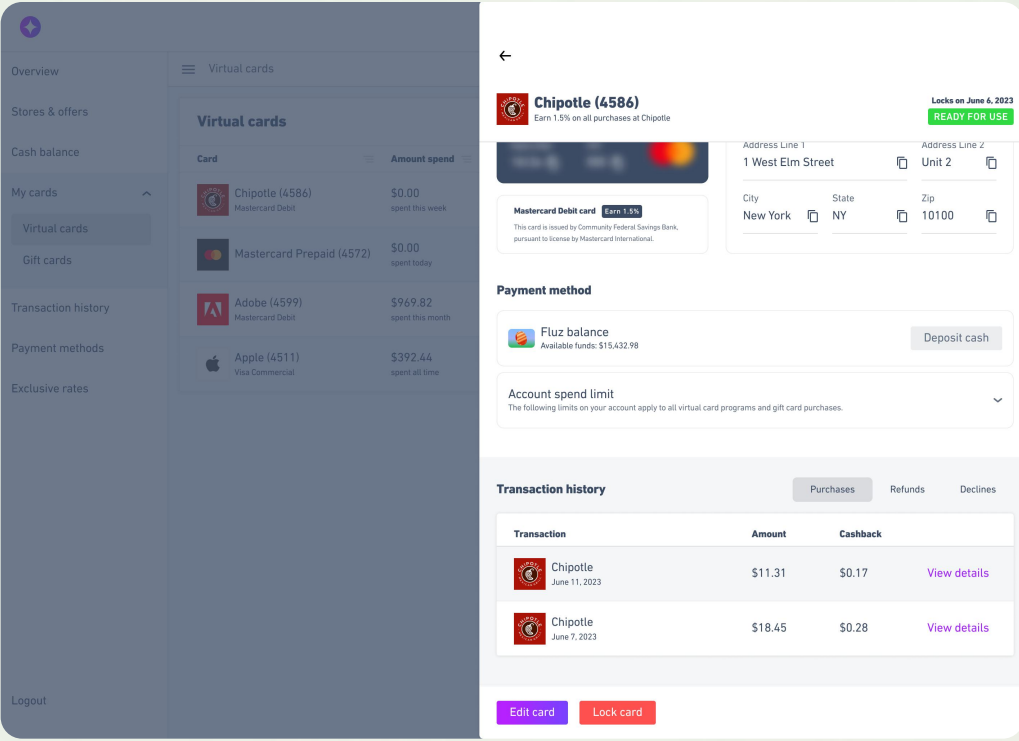 Overview
Stores & offers
Cash balance
My cards
Virtual cards
Gift cards
Transaction history
Payment methods
Exclusive rates
Logout
Virtual cards
Virtual cards
Card
Amount spend
Chipotle (4586)
Mastercard Debit
$0.00
spent this week
Mastercard Prepaid (4572)
$0.00
spent today
Adobe (4599)
Mastercard Debit
$969.82
spent this month
Apple (4511)
Visa Commercial
$392.44
spent all time
Chipotle (4586)
Earn 1.5% on all purchases at Chipotle
Locks on June 6, 2023
READY FOR USE
Address Line 1
Address Line 2
1 West Elm Street
Unit 2
City
State
Zip
New York
NY
10100
Mastercard Debit card
Earn 1.5%
This card is issued by Community Federal Savings Bank,
pursuant to license by Mastercard International.
Payment method
Fluz balance
Available funds: $15,432.98
Deposit cash
Account spend limit
The following limits on your account apply to all virtual card programs and gift card purchases.
Transaction history
Purchases
Refunds
Declines
Transaction
Amount
Cashback
CHIPOTLE
Chipotle
June 11, 2023
$11.31
$0.17
View details
CHIPOTLE
Chipotle
June 7, 2023
$18.45
$0.28
View details
Edit card
Lock card